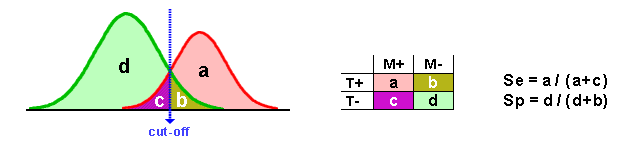 d
a
c b
cut-off
M+ M-
T+ a b
T- c d
Se = a / (a+c)
Sp = d / (d+b)